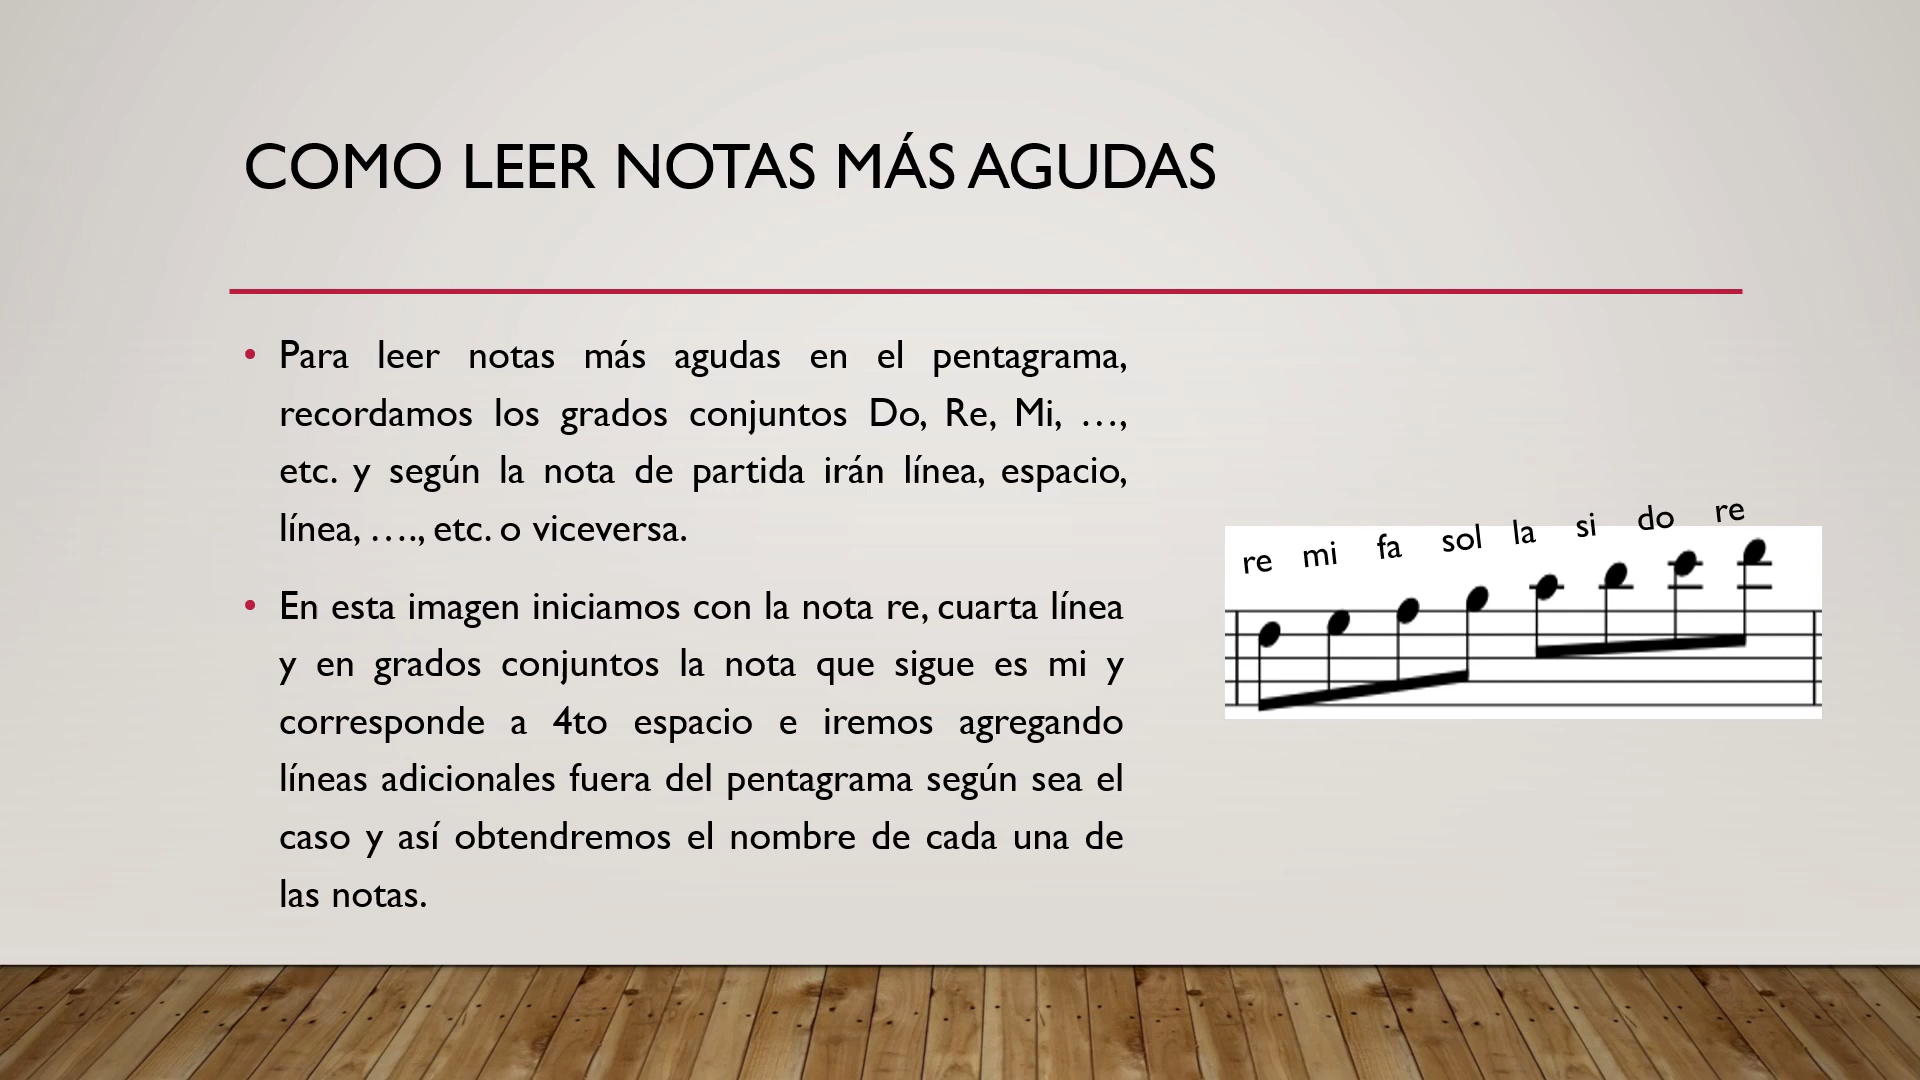 COMO LEER NOTAS MÁS AGUDAS
• Para leer notas más agudas en el pentagrama,
recordamos los grados conjuntos Do, Re, Mi, …,
etc. y según la nota de partida irán línea, espacio,
línea, …., etc. o viceversa.
• En esta imagen iniciamos con la nota re, cuarta línea
y en grados conjuntos la nota que sigue es mi y
corresponde a 4to espacio e iremos agregando
líneas adicionales fuera del pentagrama según sea el
caso y así obtendremos el nombre de cada una de
las notas.
re mi fa sol la si do re